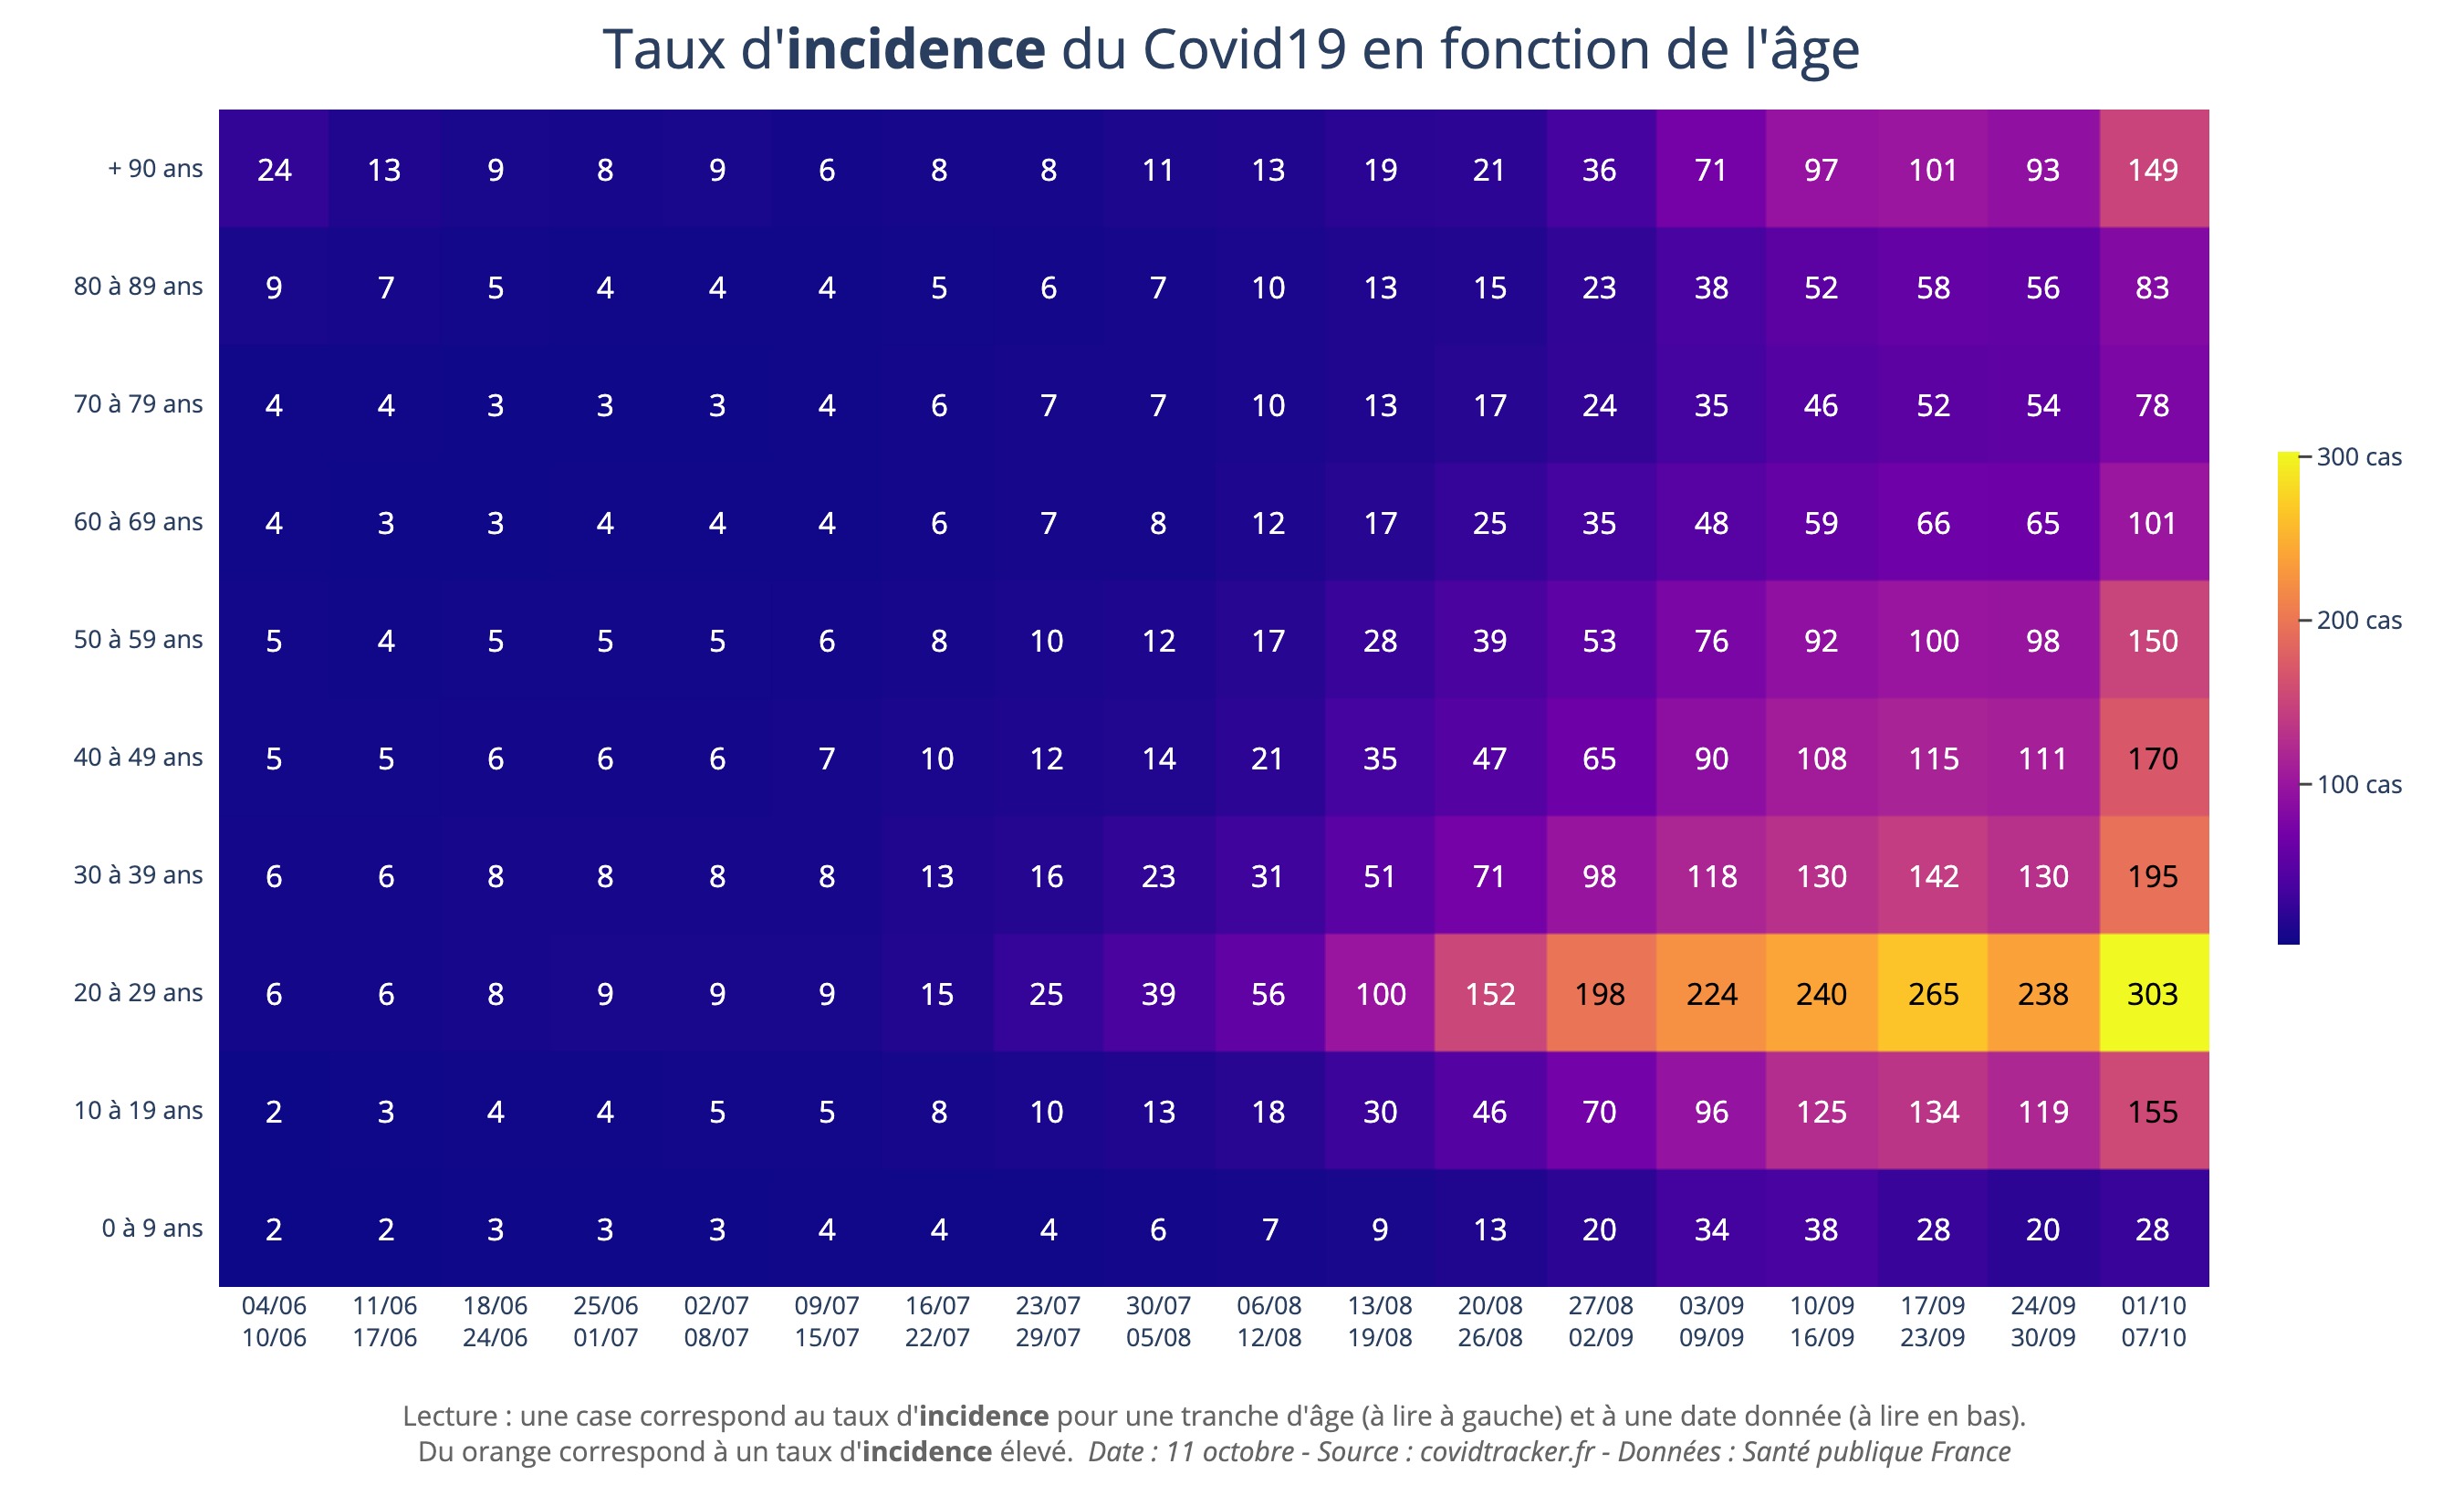 Taux d'incidence du Covid19 en fonction de l'âge
+ 90 ans 24 13 9 8 9 6 8 8 11 13 19 21 36 71 97 101 93 149
80 à 89 ans 9 7 5 4 4 4 5 6 7 10 13 15 23 38 52 58 56 83
70 à 79 ans 4 4 3 3 3 4 6 7 7 10 13 17 24 35 46 52 54 78
300 cas
60 à 69 ans 4 3 3 4 4 4 6 7 8 12 17 25 35 48 59 66 65 101
200 cas
50 à 59 ans 5 4 5 5 5 6 8 10 12 17 28 39 53 76 92 100 98 150
40 à 49 ans 5 5 6 6 6 7 10 12 14 21 35 47 65 90 108 115 111 170
100 cas
30 à 39 ans 6 6 8 8 8 8 13 16 23 31 51 71 98 118 130 142 130 195
20 à 29 ans 6 6 8 9 9 9 15 25 39 56 100 152 198 224 240 265 238 303
10 à 19 ans 2 3 4 4 5 5 8 10 13 18 30 46 70 96 125 134 119 155
0 à 9 ans 2 2 3 3 3 4 4 4 6 7 9 13 20 34 38 28 20 28
04/06 11/06 18/06 25/06 02/07 09/07 16/07 23/07 30/07 06/08 13/08 20/08 27/08 03/09 10/09 17/09 24/09 01/10
10/06 17/06 24/06 01/07 08/07 15/07 22/07 29/07 05/08 12/08 19/08 26/08 02/09 09/09 16/09 23/09 30/09 07/10
Lecture : une case correspond au taux d'incidence pour une tranche d'âge (à lire à gauche) et à une date donnée (à lire en bas).
Du orange correspond à un taux d'incidence élevé. Date : 11 octobre - Source : covidtracker.fr - Données : Santé publique France